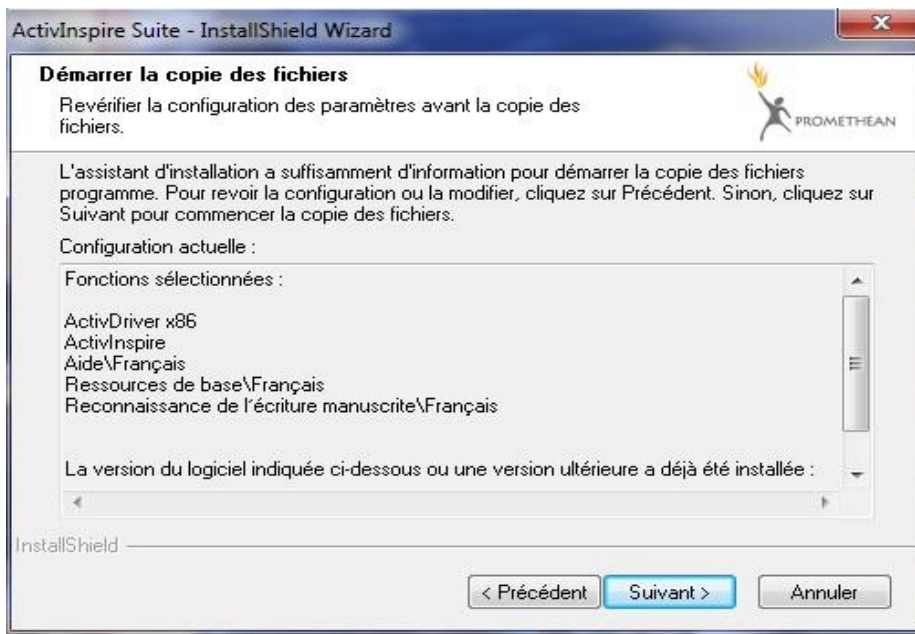 ActivInspire Suite - InstallShield Wizard
Démarrer la copie des fichiers
Revérifier la configuration des paramètres avant la copie des
fichiers.
PROMETHEAN
L'assistant d'installation a suffisamment d'information pour démarrer la copie des fichiers
programme. Pour revoir la configuration ou la modifier, cliquez sur Précédent. Sinon, cliquez sur
Suivant pour commencer la copie des fichiers.
Configuration actuelle :
Fonctions sélectionnées :
ActivDriver x86
ActivInspire
Aide\Français
Ressources de base\Français
Reconnaissance de l'écriture manuscrite\Français
La version du logiciel indiquée ci-dessous ou une version ultérieure a déjà été installée :
InstallShield
< Précédent
Suivant >
Annuler